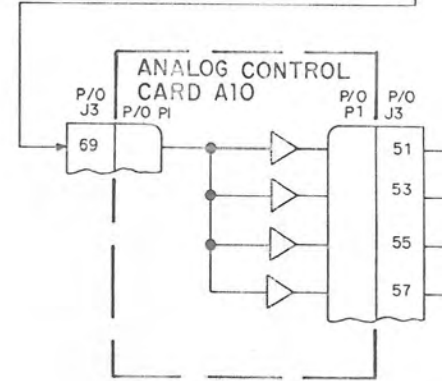 ANALOG CONTROL
CARD A10
P/O
J3
P/O P1
P/O
P1
P/O
J3
69
51
53
55
57